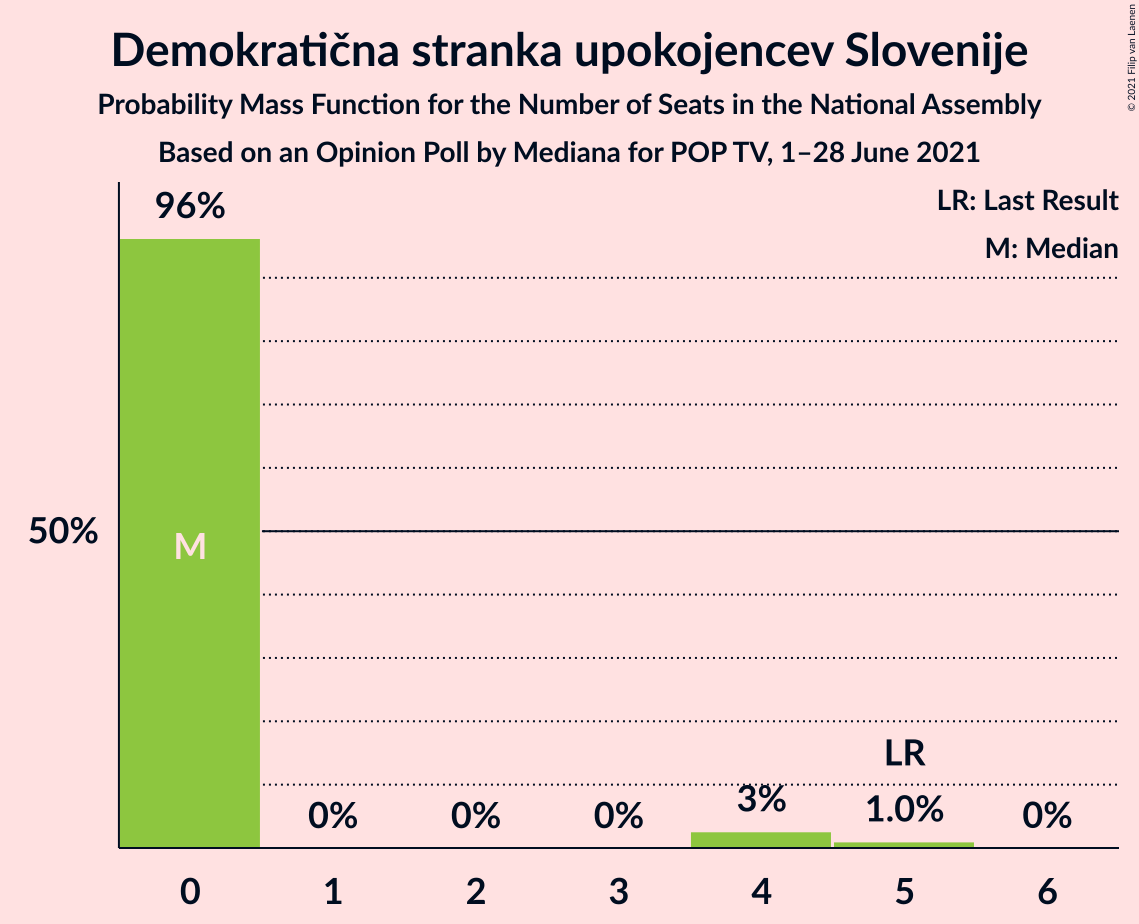 Demokratična stranka upokojencev Slovenije
Probability Mass Function for the Number of Seats in the National Assembly
Based on an Opinion Poll by Mediana for POP TV, 1–28 June 2021
© 2021 Filip van Laenen
LR: Last Result
M: Median
96%
50%
M
LR
0%
0%
0%
3%
1.0%
0%
0
1
2
3
4
5
6